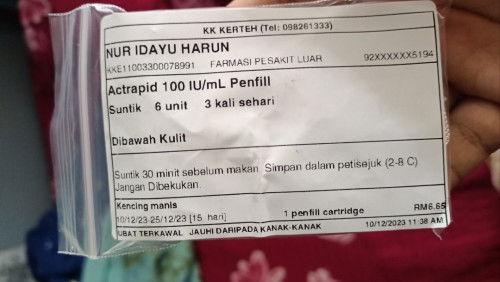 KK KERTEH (Tel: 098261333)
NUR IDAYU HARUN
KKE11003300078991 FARMASI PESAKIT LUAR 92XXXXXX5194
Actrapid 100 IU/mL Penfill
Suntik 6 unit 3 kali sehari
Dibawah Kulit
Suntik 30 minit sebelum makan Simpan dalam petisejuk (2-8 C)
Jangan Dibekukan.
Kencing manis
10/12/23-25/12/23 [15 hari] 1 penfill cartridge RM6.65
UBAT TERKAWAL JAUHI DARIPADA KANAK-KANAK 10/12/2023 11:38 AM